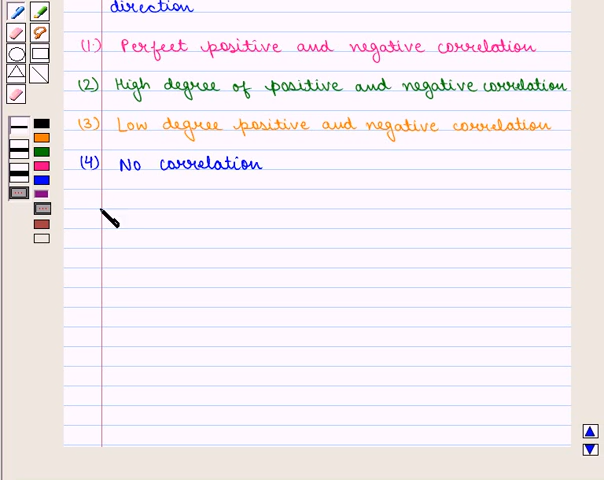 direction
(1.) Perfect positive and negative correlation
(2) High degree of positive and negative correlation
(3) Low degree positive and negative correlation
(4) No correlation